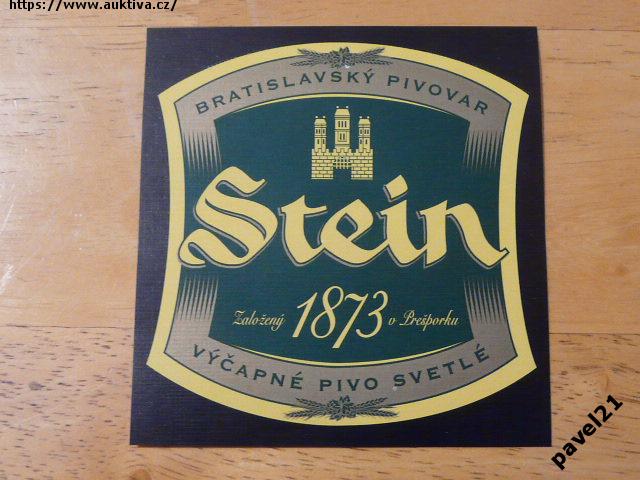 https://www.auktiva.cz/
BRATISLAVSKÝ PIVOVAR
Stein
Založený 1873 v Prešporku
VÝČAPNÉ PIVO SVETLÉ
pavel21